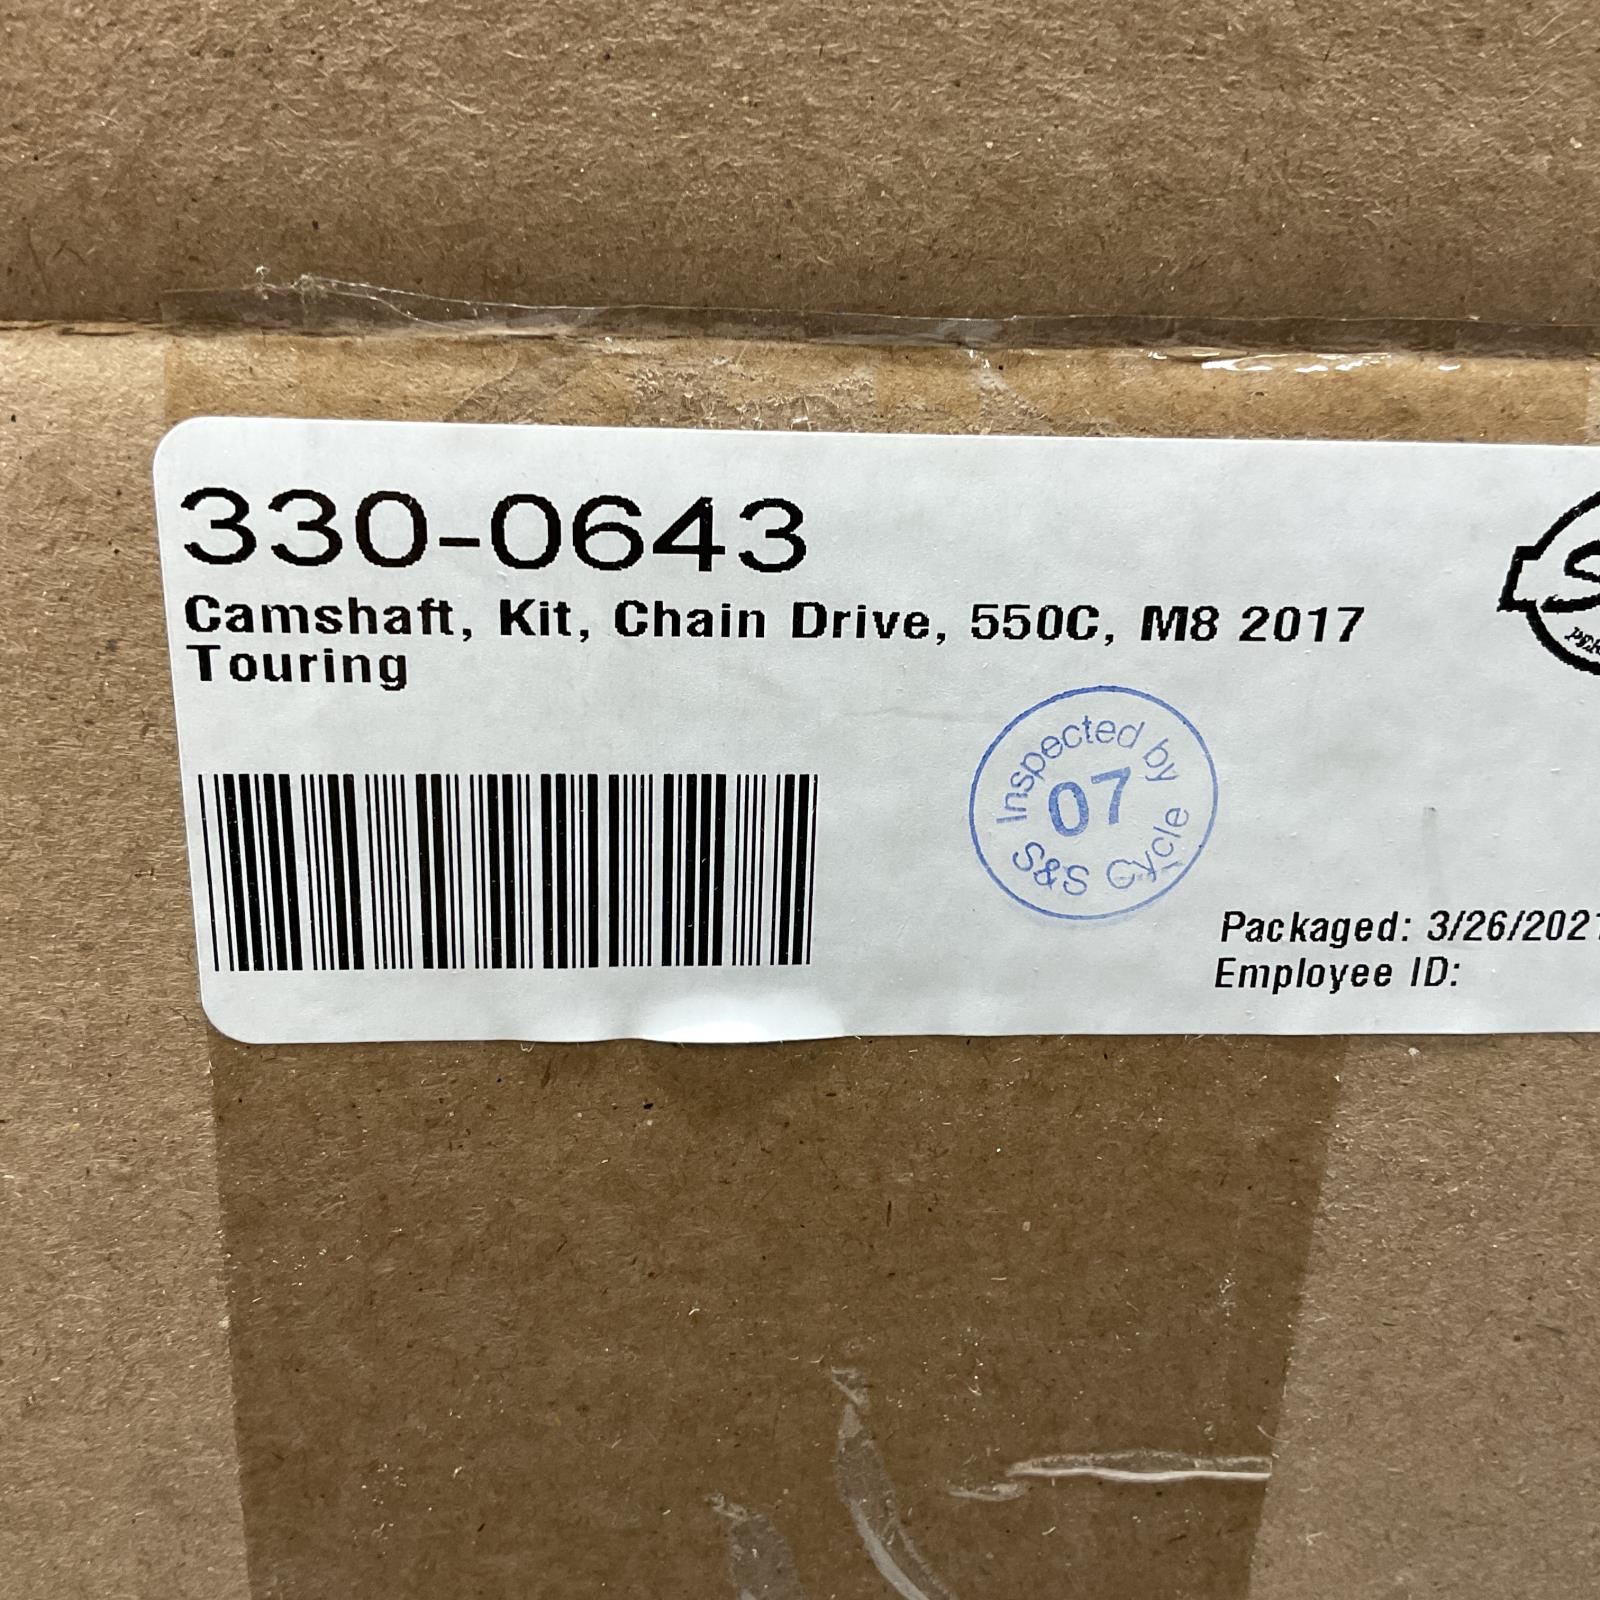 330-0643
Camshaft, Kit, Chain Drive, 550C, M8 2017
Touring
Inspected by
07
S&S Cycle
Packaged: 3/26/2021
Employee ID: